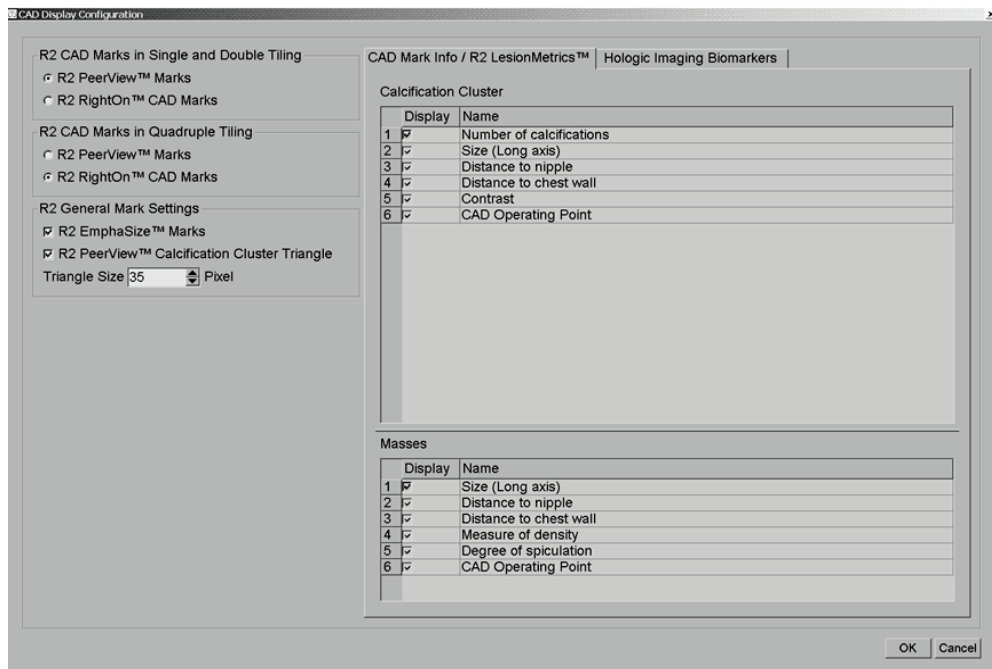 CAD Display Configuration
R2 CAD Marks in Single and Double Tiling
R2 PeerView™ Marks
R2 RightOn™ CAD Marks
R2 CAD Marks in Quadruple Tiling
R2 PeerView™ Marks
R2 RightOn™ CAD Marks
R2 General Mark Settings
R2 EmphaSize™ Marks
R2 PeerView™ Calcification Cluster Triangle
Triangle Size 35 Pixel
CAD Mark Info / R2 LesionMetrics™ Hologic Imaging Biomarkers
Calcification Cluster
Display Name
1 Number of calcifications
2 Size (Long axis)
3 Distance to nipple
4 Distance to chest wall
5 Contrast
6 CAD Operating Point
Masses
Display Name
1 Size (Long axis)
2 Distance to nipple
3 Distance to chest wall
4 Measure of density
5 Degree of spiculation
6 CAD Operating Point
OK Cancel